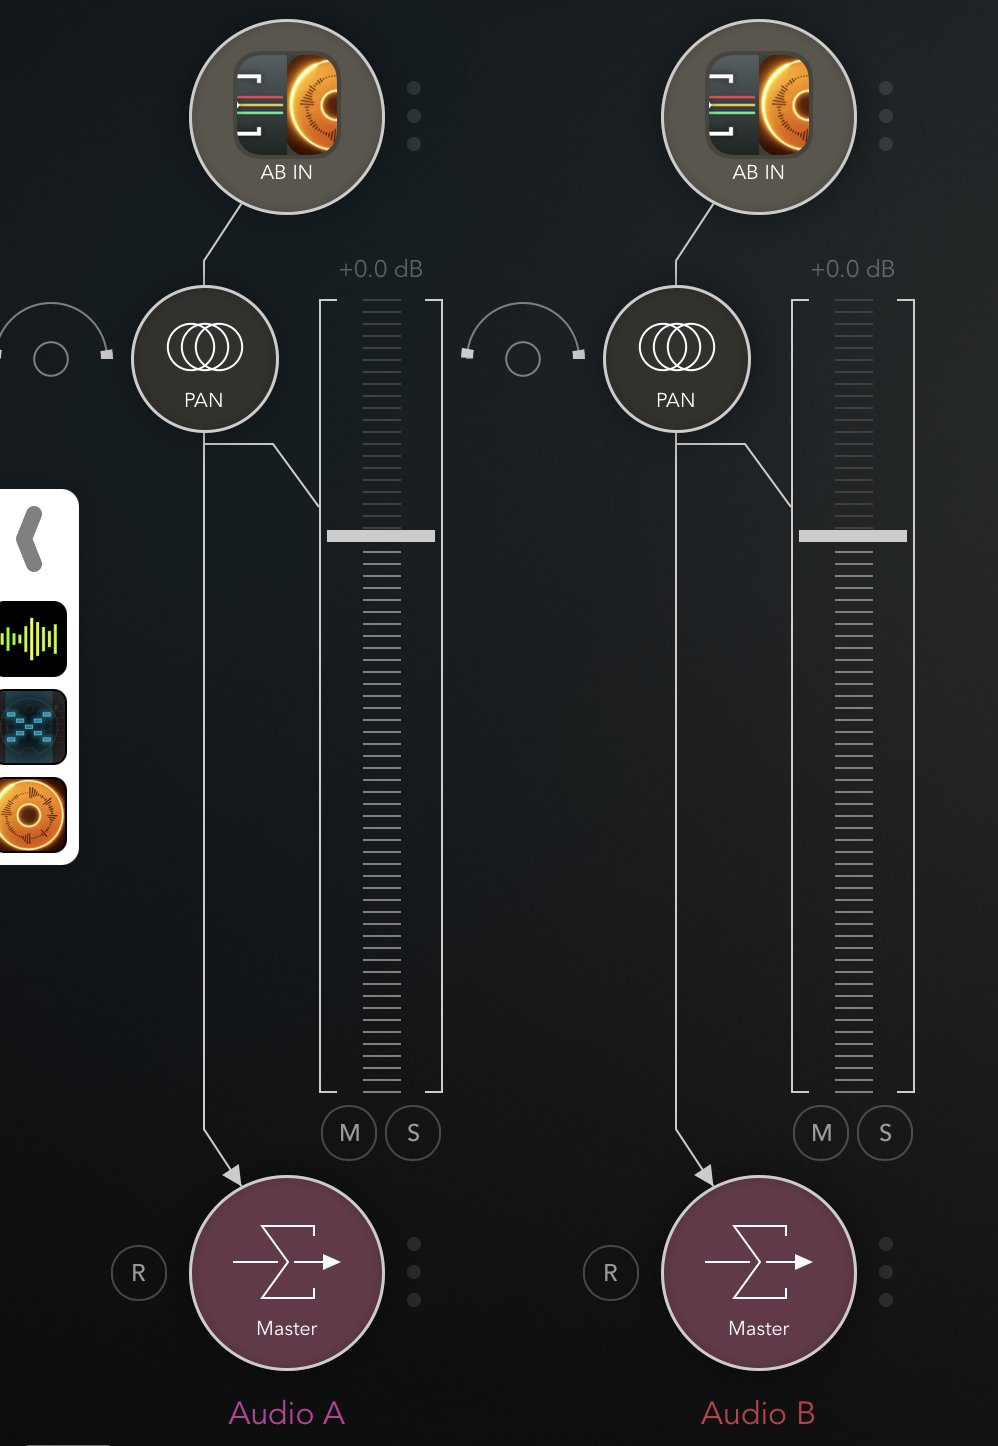 AB IN
AB IN
+0.0 dB
+0.0 dB
PAN
PAN
M
S
M
S
R
R
Master
Master
Audio A
Audio B